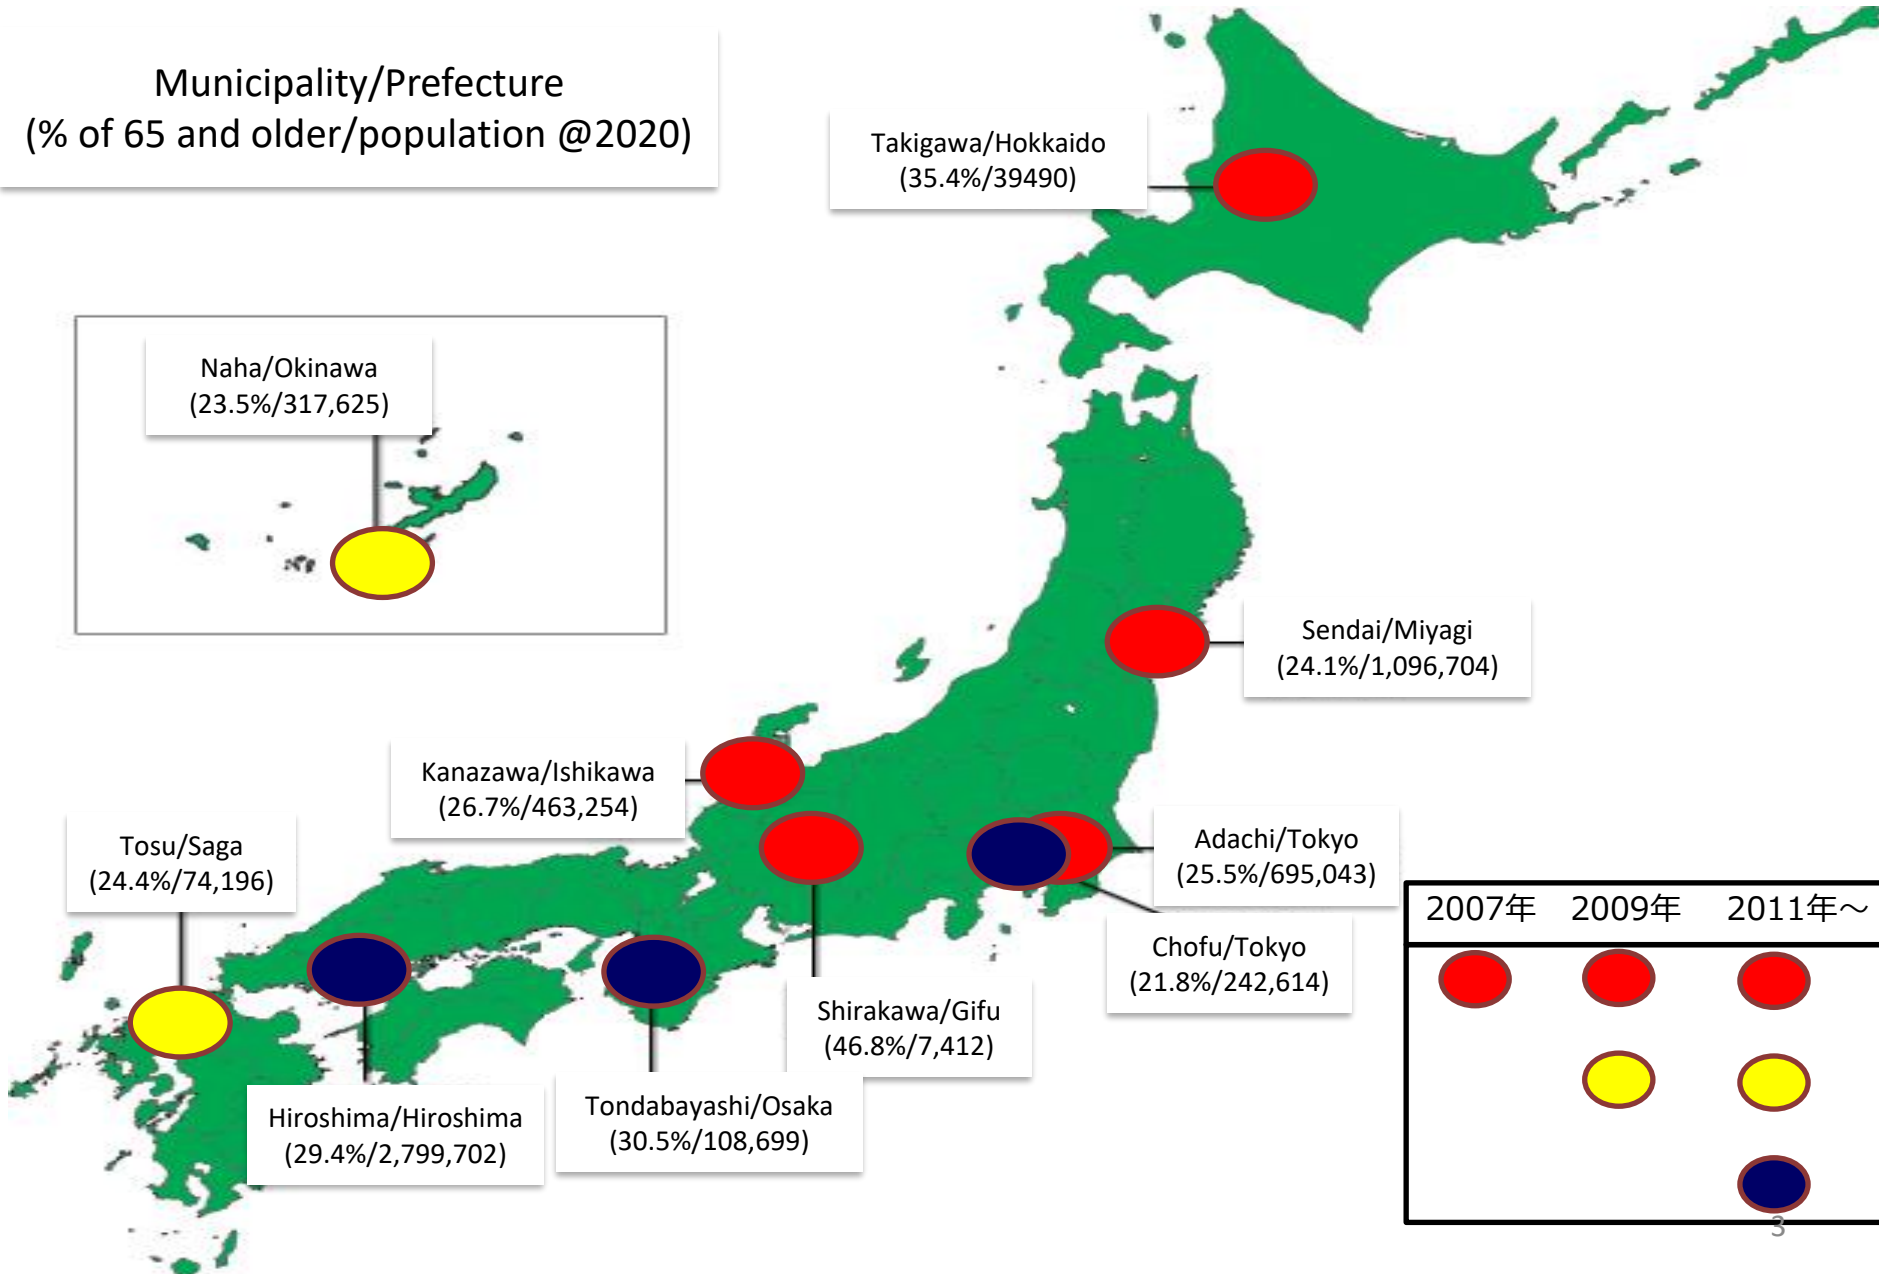 Municipality/Prefecture
(% of 65 and older/population @2020)
Takigawa/Hokkaido
(35.4%/39490)
Naha/Okinawa
(23.5%/317,625)
Sendai/Miyagi
(24.1%/1,096,704)
Kanazawa/Ishikawa
(26.7%/463,254)
Tosu/Saga
(24.4%/74,196)
Adachi/Tokyo
(25.5%/695,043)
Chofu/Tokyo
(21.8%/242,614)
Shirakawa/Gifu
(46.8%/7,412)
Hiroshima/Hiroshima
(29.4%/2,799,702)
Tondabayashi/Osaka
(30.5%/108,699)
2007年 2009年 2011年～
3